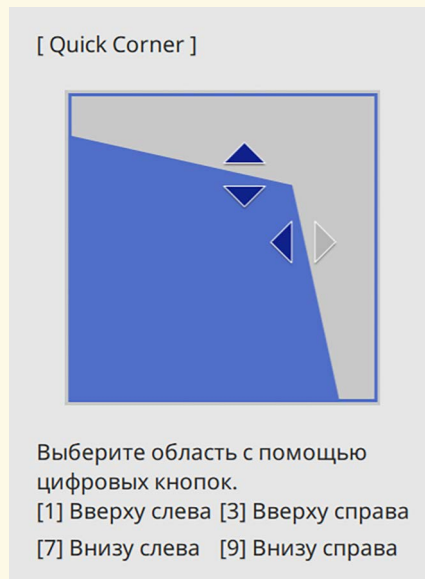 [ Quick Corner ]
Выберите область с помощью
цифровых кнопок.
[1] Вверху слева [3] Вверху справа
[7] Внизу слева [9] Внизу справа